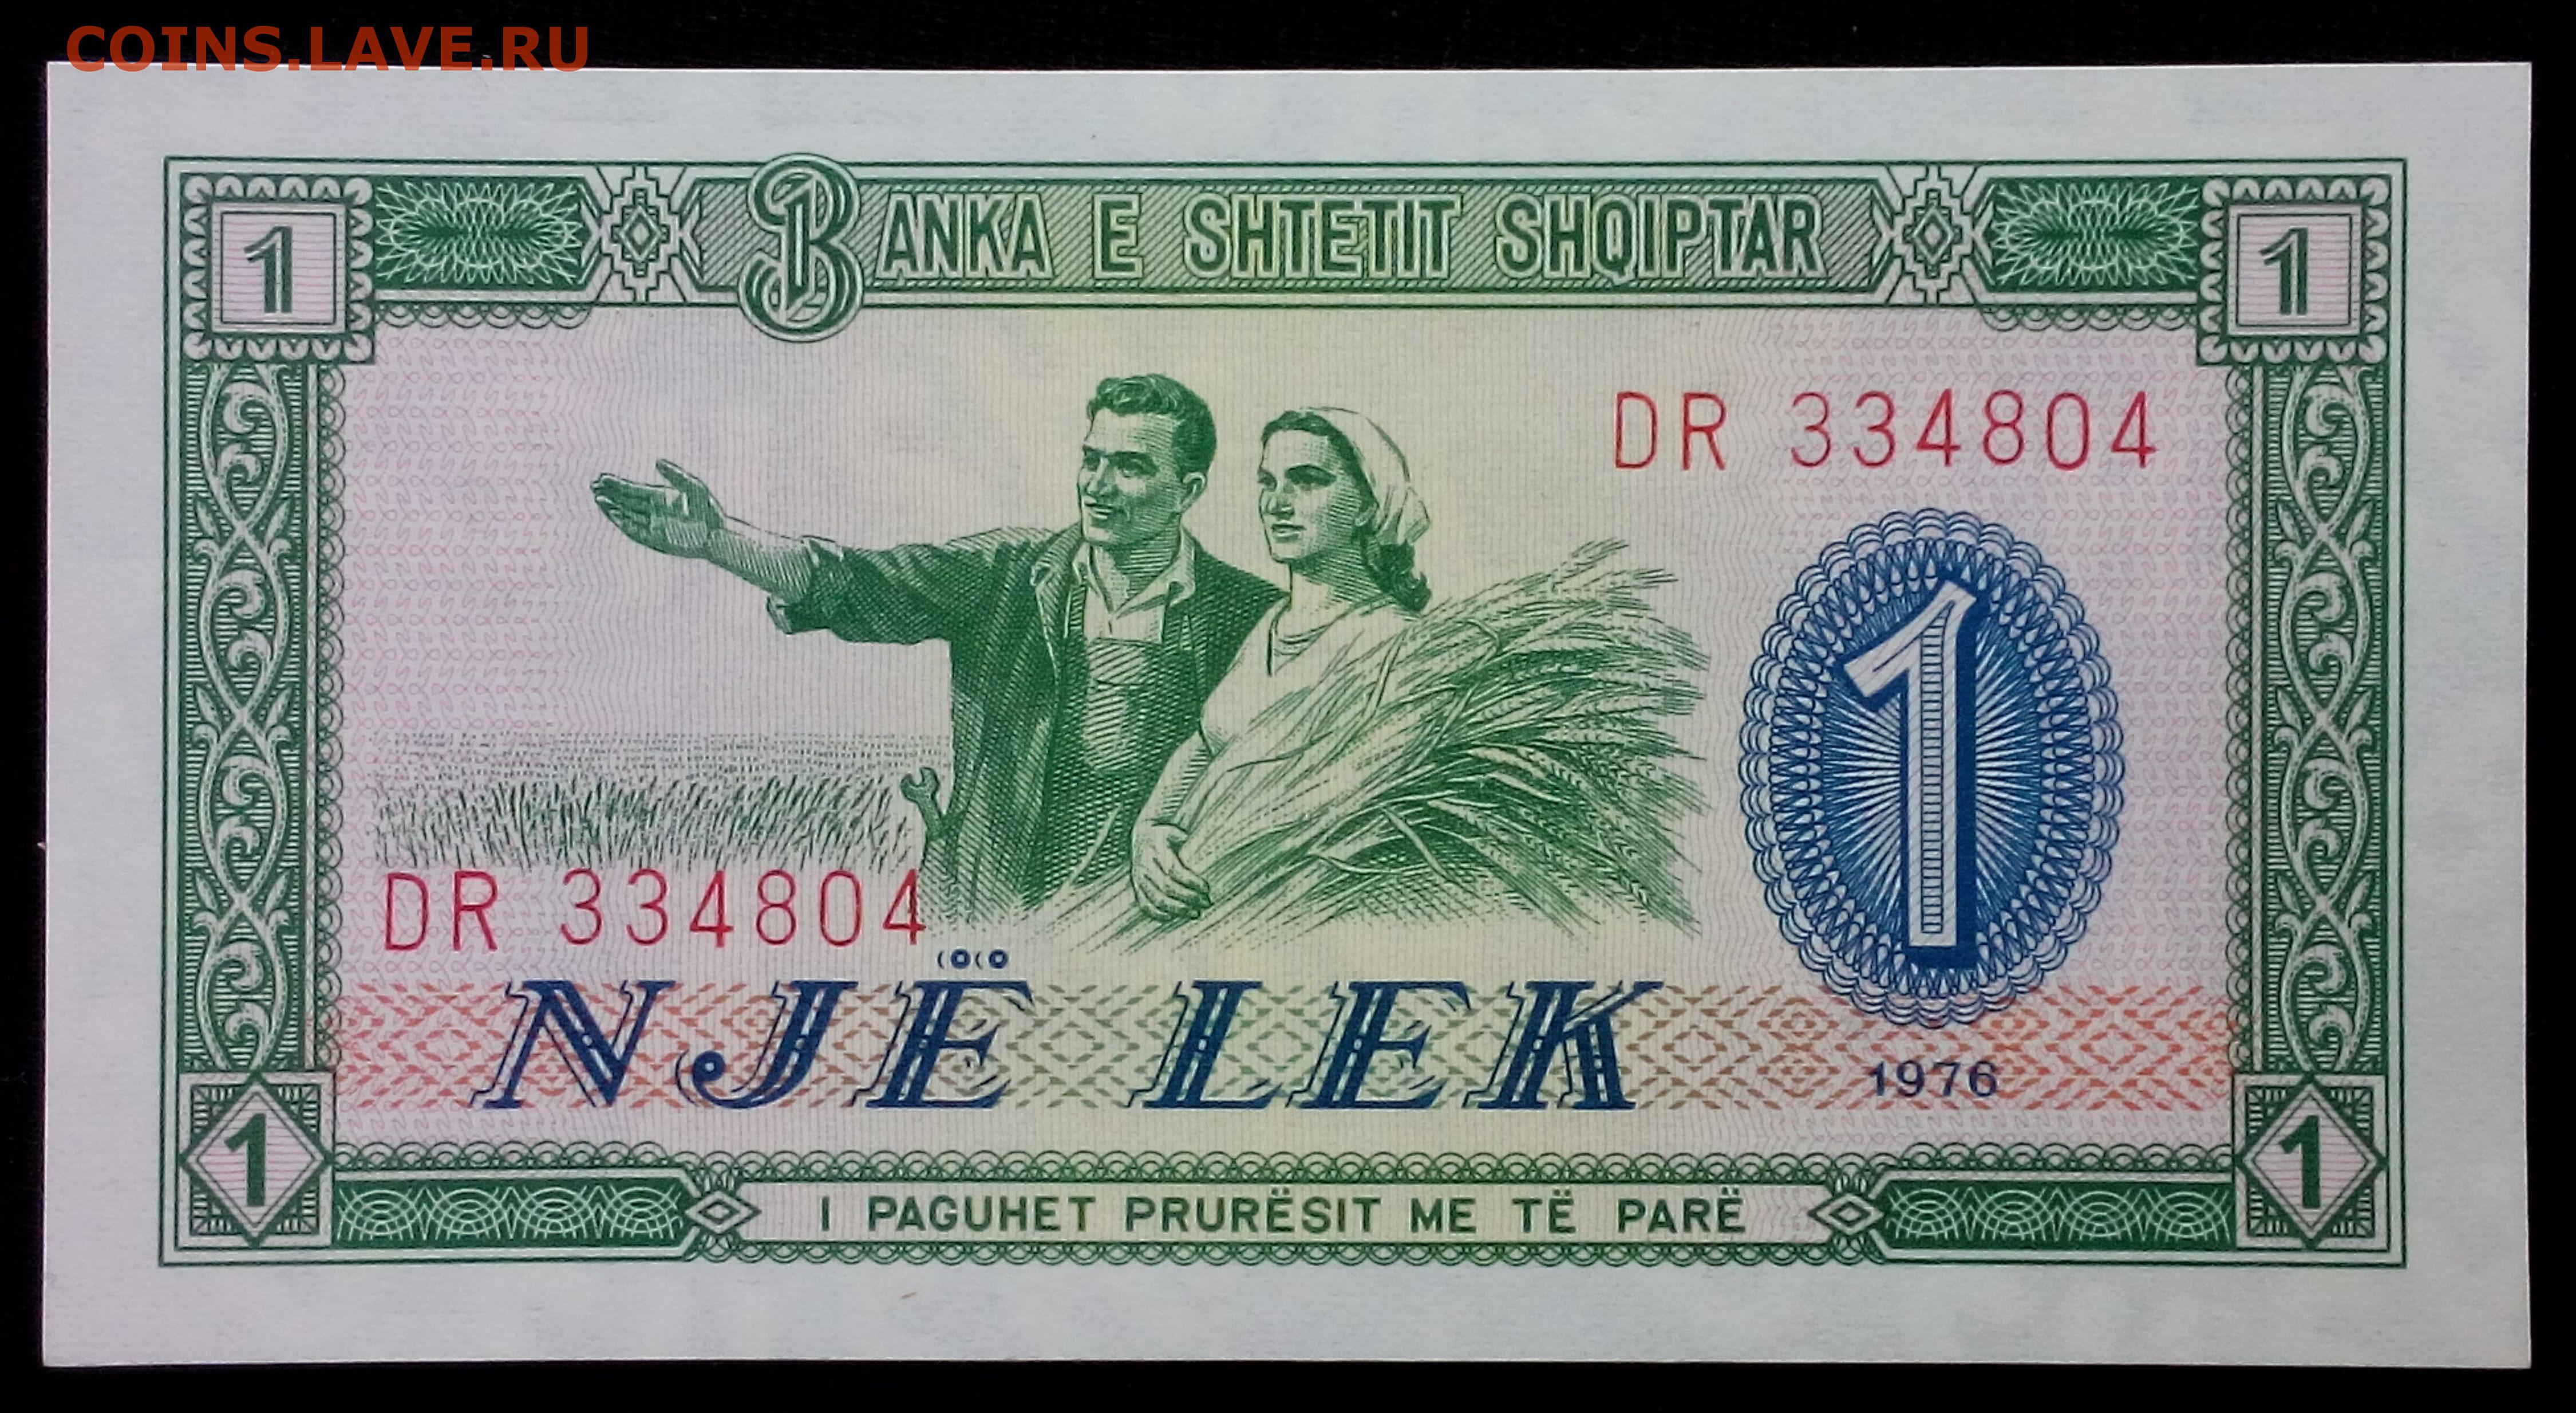 COINS.LAVE.RU
1 BANKA E SHTETIT SHQIPTAR 1
DR 334804
1
DR 334804
NJË LEK
1976
1 I PAGUHET PRURËSIT ME TË PARË 1